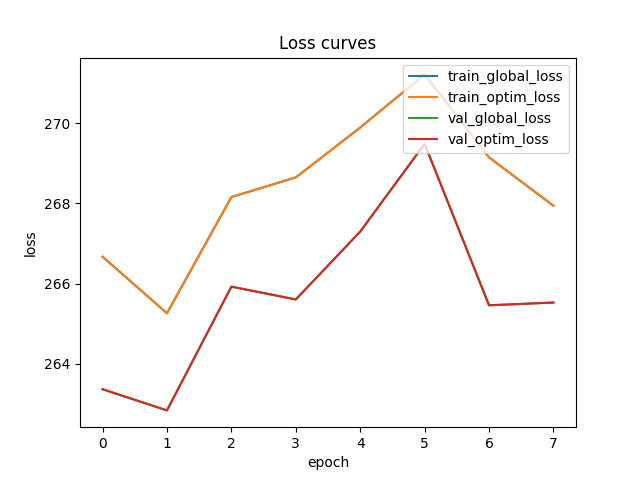 Loss curves
train_global_loss
train_optim_loss
val_global_loss
val_optim_loss
270
268
266
264
loss
0 1 2 3 4 5 6 7
epoch